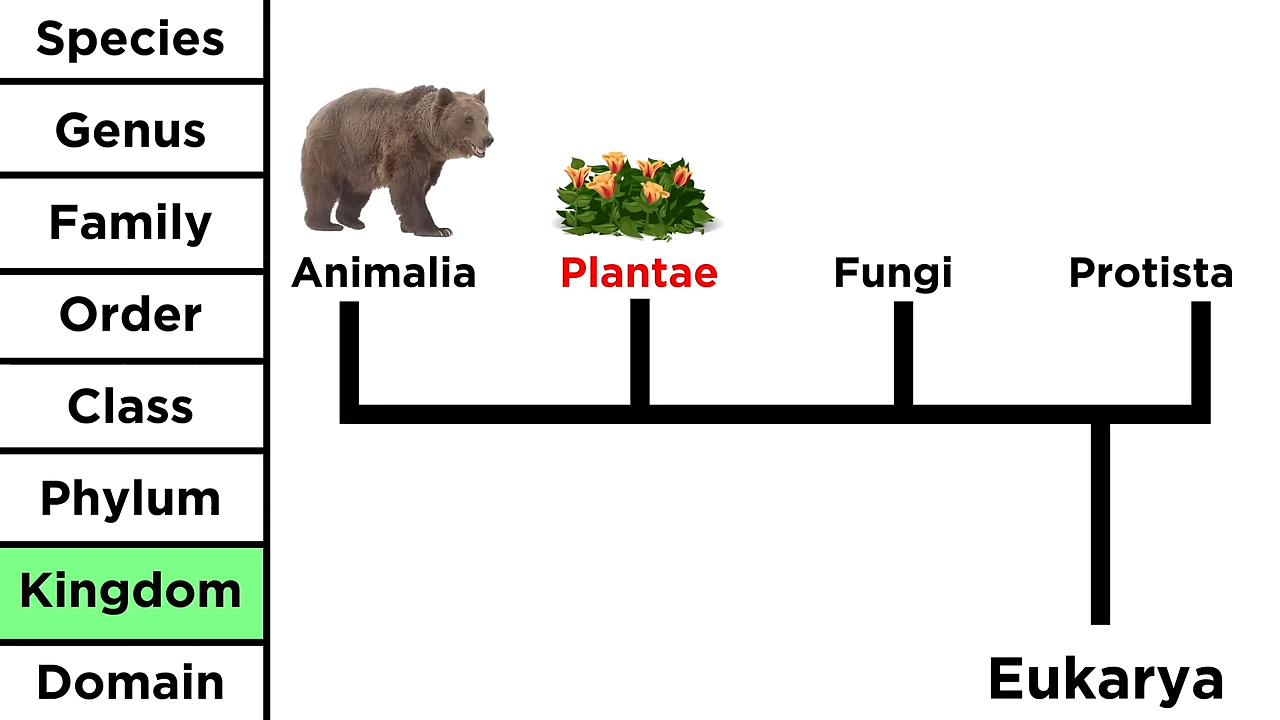 Species
Genus
Family
Order
Class
Phylum
Kingdom
Domain
Animalia
Plantae
Fungi
Protista
Eukarya